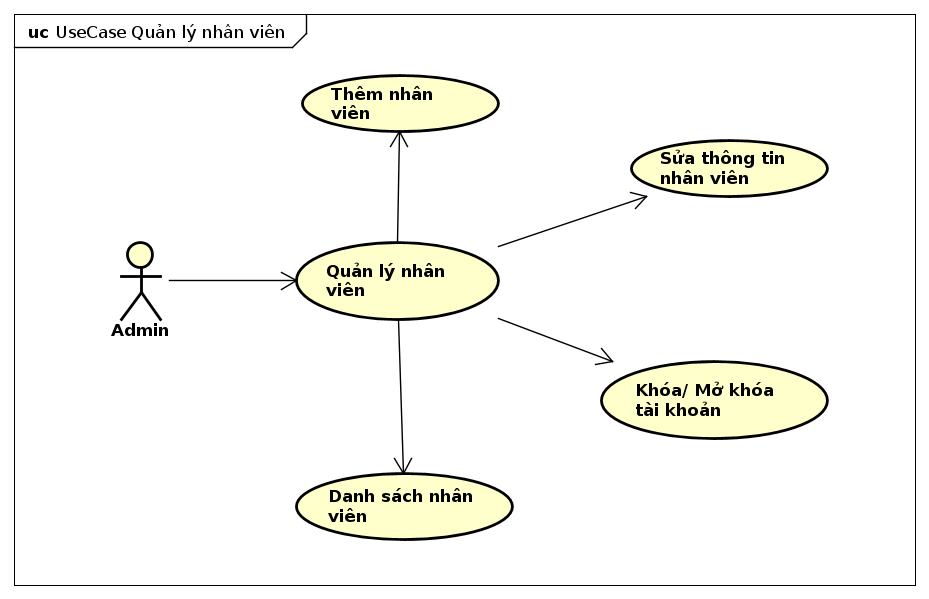 uc UseCase Quản lý nhân viên
Thêm nhân
viên
Sửa thông tin
nhân viên
Quản lý nhân
viên
Admin
Khóa/ Mở khóa
tài khoản
Danh sách nhân
viên